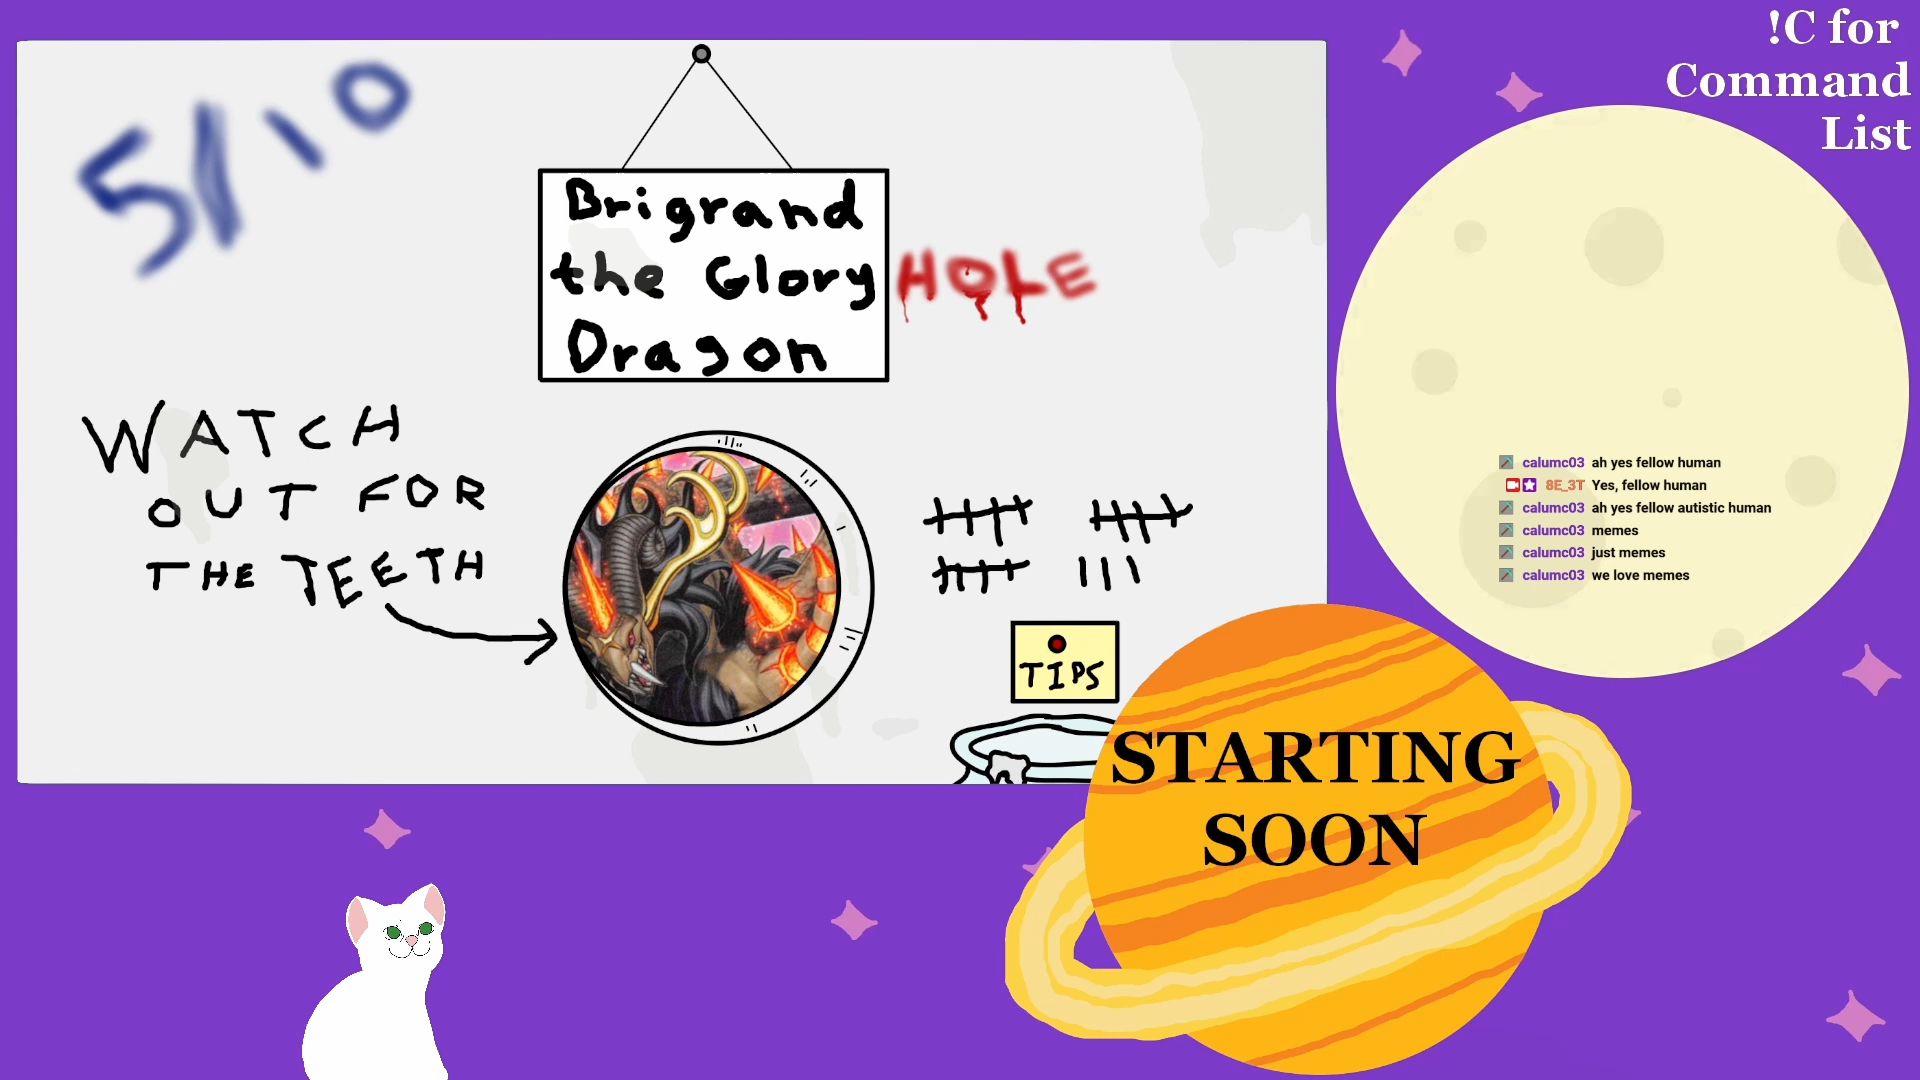 !C for
Command
List
5/10
Brigrand
the Glory
Dragon
HOLE
WATCH
OUT FOR
THE TEETH
TIPS
calumc03 ah yes fellow human
8E_3T Yes, fellow human
calumc03 ah yes fellow autistic human
calumc03 memes
calumc03 just memes
calumc03 we love memes
STARTING
SOON